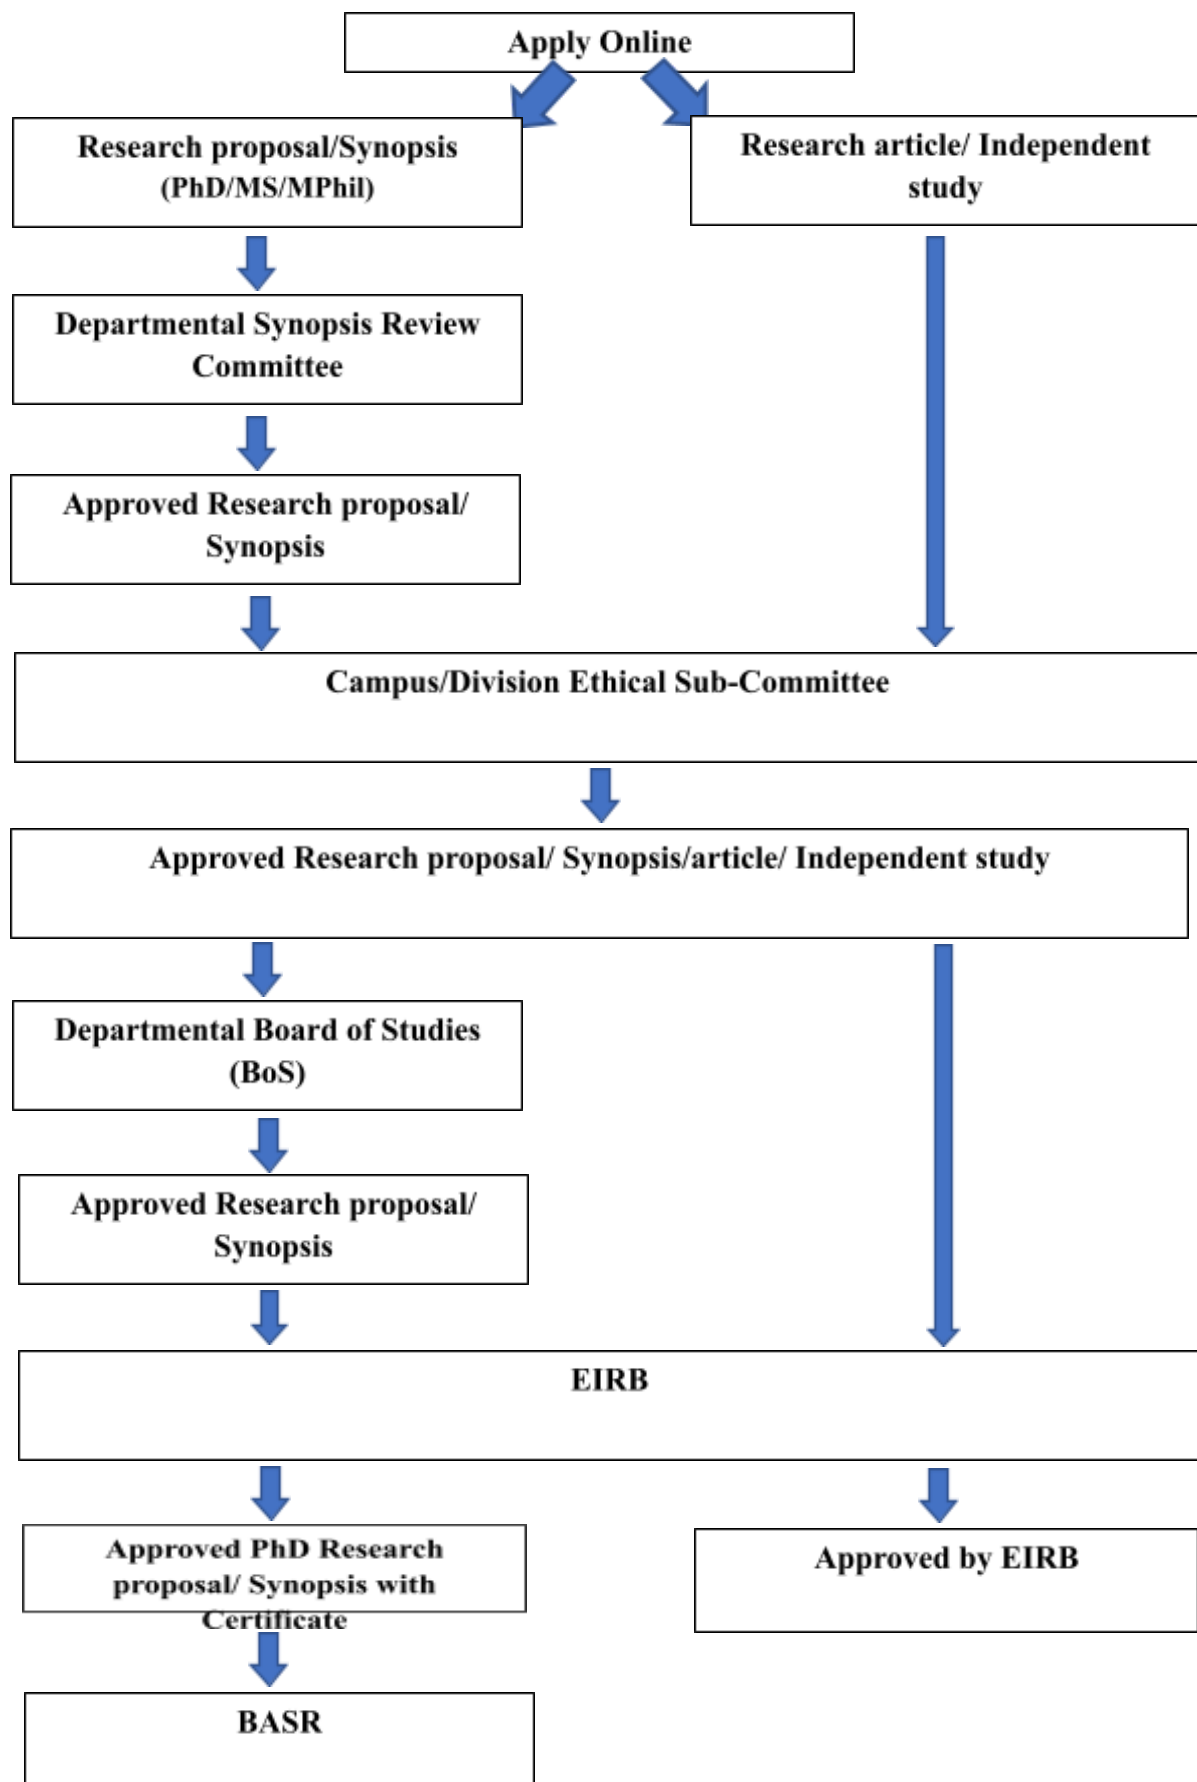 Apply Online
Research proposal/Synopsis
(PhD/MS/MPhil)
Research article/ Independent
study
Departmental Synopsis Review
Committee
Approved Research proposal/
Synopsis
Campus/Division Ethical Sub-Committee
Approved Research proposal/ Synopsis/article/ Independent study
Departmental Board of Studies
(BoS)
Approved Research proposal/
Synopsis
EIRB
Approved PhD Research
proposal/ Synopsis with
Certificate
Approved by EIRB
BASR